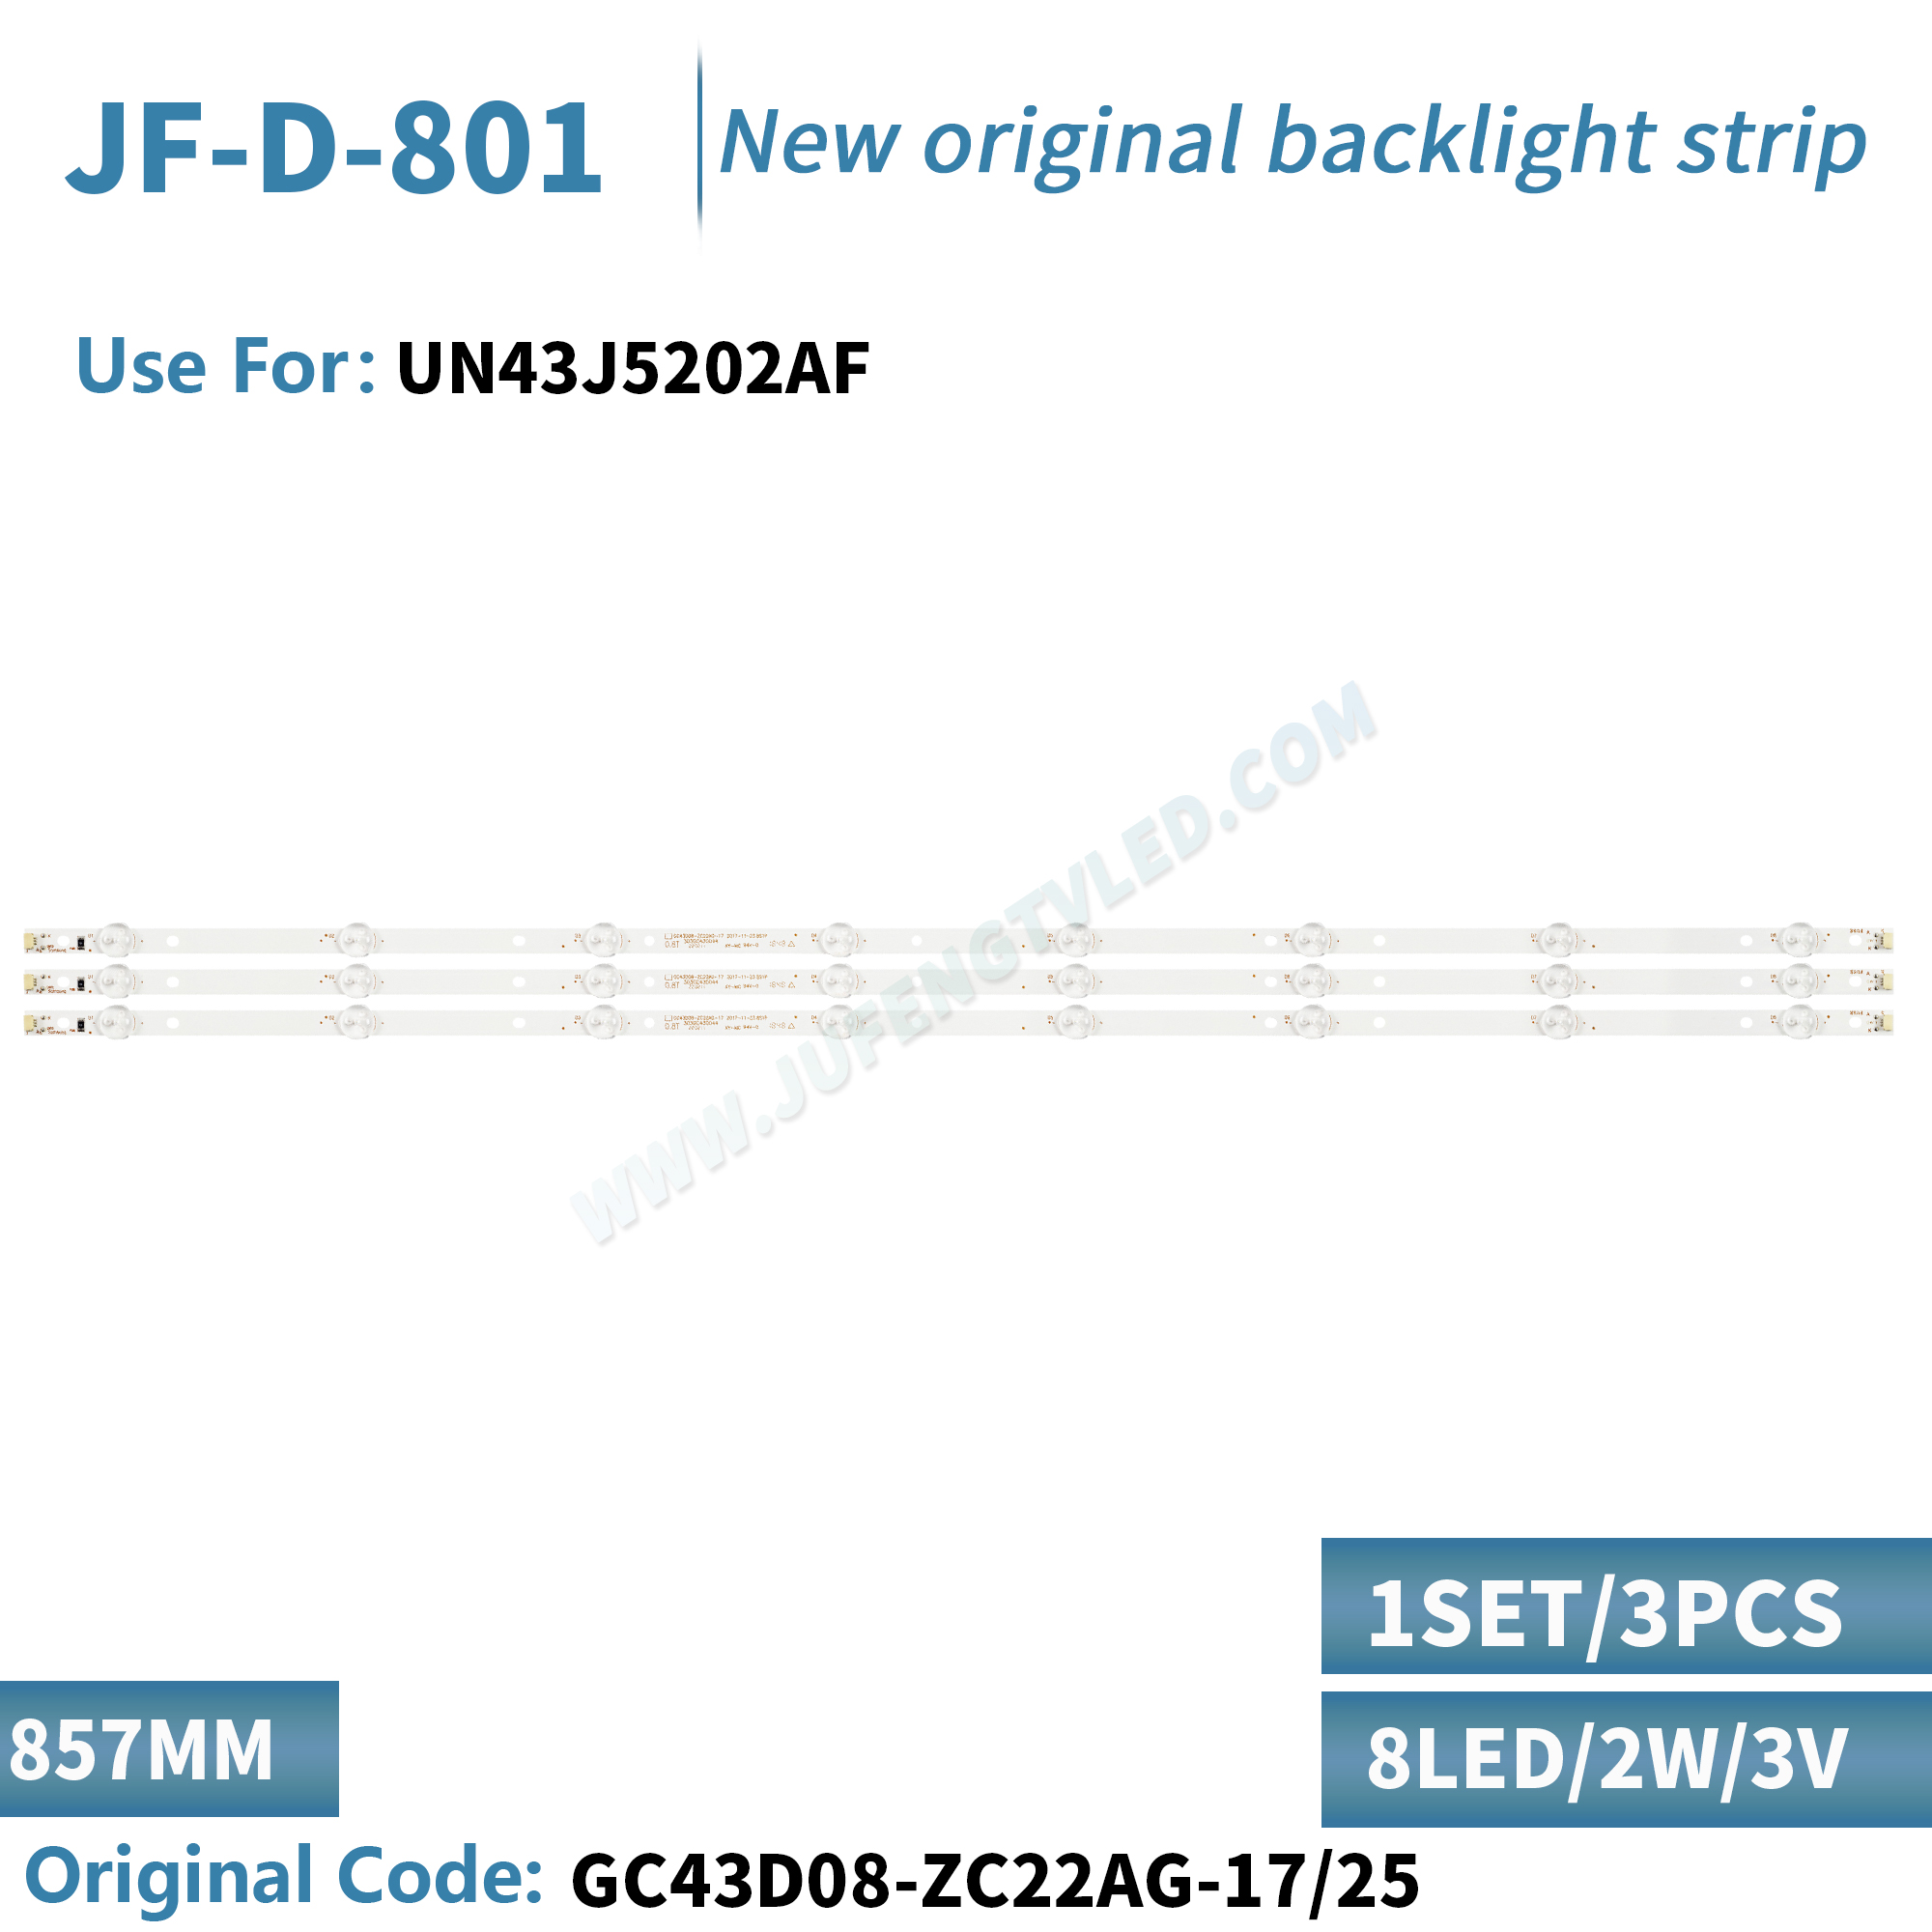 JF-D-801
New original backlight strip
Use For: UN43J5202AF
WWW.JUFENGTVLED.COM
1SET/3PCS
857MM
8LED/2W/3V
Original Code: GC43D08-ZC22AG-17/25